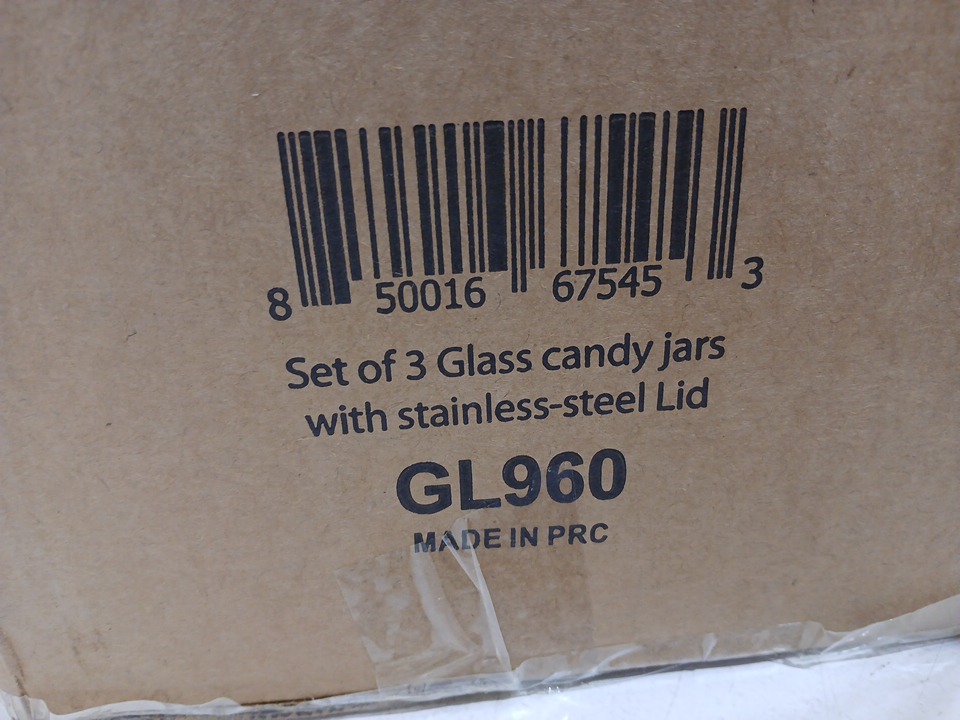 8 50016 67545 3
Set of 3 Glass candy jars
with stainless-steel Lid
GL960
MADE IN PRC